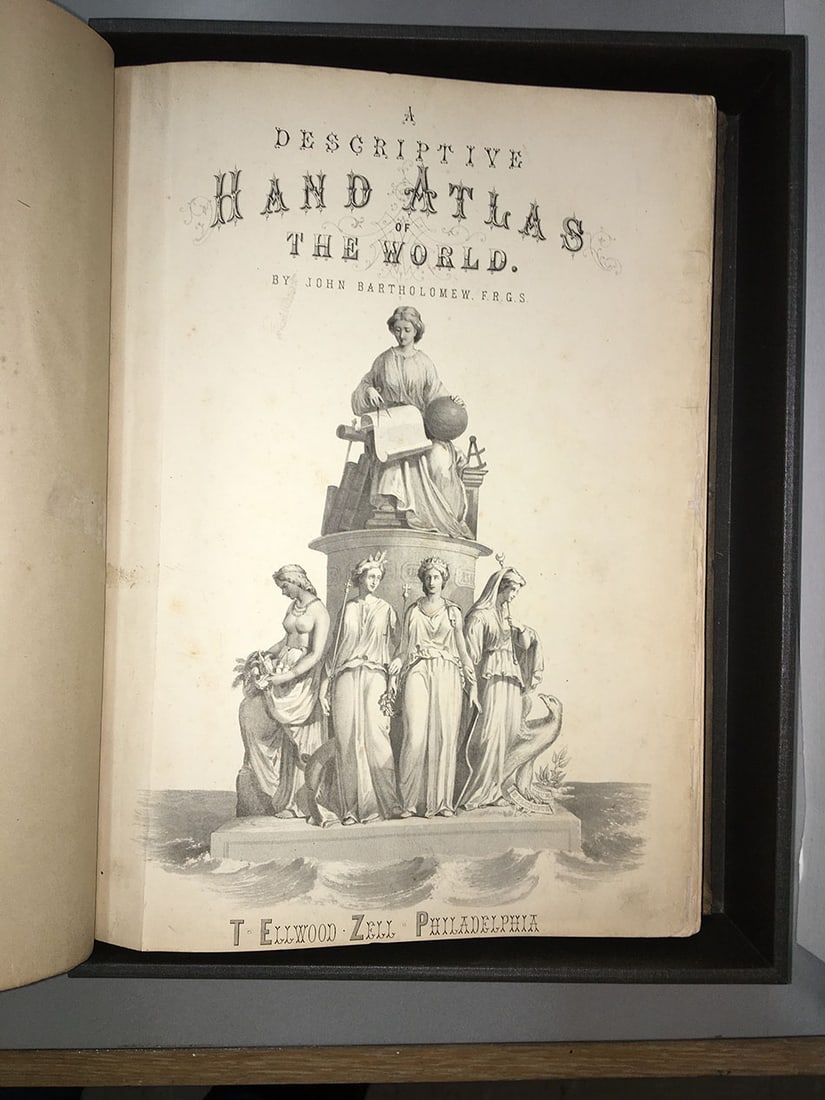 A
DESCRIPTIVE
HAND ATLAS
OF
THE WORLD.
BY JOHN BARTHOLOMEW, F.R.G.S.
T. ELLWOOD · ZELL PHILADELPHIA